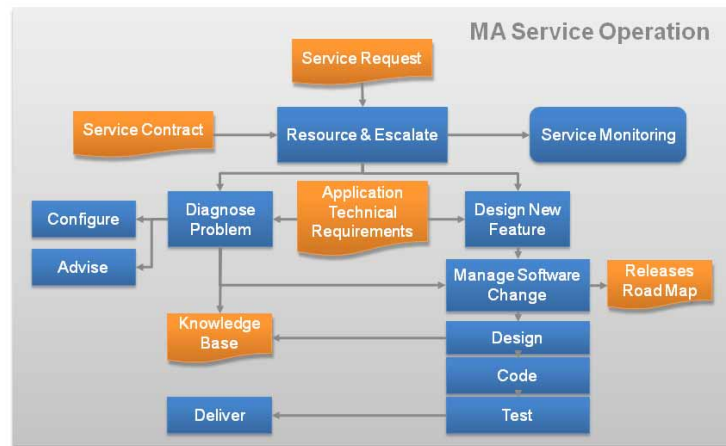 MA Service Operation
Service Request
Service Contract
Resource & Escalate
Service Monitoring
Configure
Diagnose
Problem
Application
Technical
Requirements
Design New
Feature
Advise
Manage Software
Change
Releases
Road Map
Knowledge
Base
Design
Code
Deliver
Test